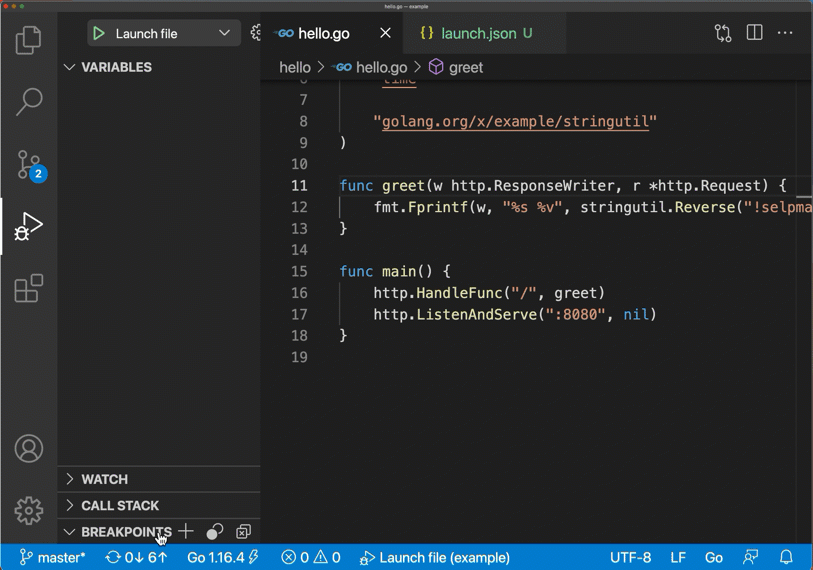 hello.go — example
Launch file
GO hello.go
{} launch.json U
VARIABLES
hello > GO hello.go > greet
6 "time"
7
8 "golang.org/x/example/stringutil"
9 )
10
11 func greet(w http.ResponseWriter, r *http.Request) {
12 fmt.Fprintf(w, "%s %v", stringutil.Reverse("!selpma
13 }
14
15 func main() {
16 http.HandleFunc("/", greet)
17 http.ListenAndServe(":8080", nil)
18 }
19
2
WATCH
CALL STACK
BREAKPOINTS
master* 0↓ 6↑ Go 1.16.4 0 0 Launch file (example) UTF-8 LF Go